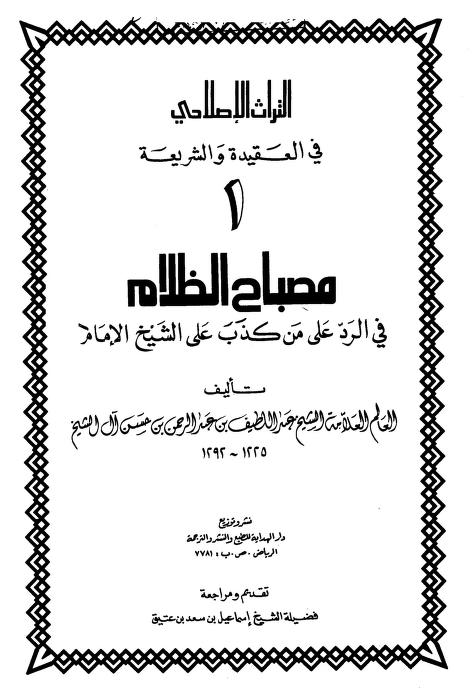 التراث الإصلاحي
في العقيدة والشريعة
١
مصباح الظلام
في الرد على من كذب على الشيخ الإمام
تأليف
العالم العلامة الشيخ عبد اللطيف بن عبد الرحمن بن حسن آل الشيخ
١٢٢٥ ~ ١٢٩٢
نشر وتوزيع
دار الهداية للطبع والنشر والترجمة
الرياض . ص . ب : ٧٧٨١
تقديم ومراجعة
فضيلة الشيخ إسماعيل بن سعد بن عتيق